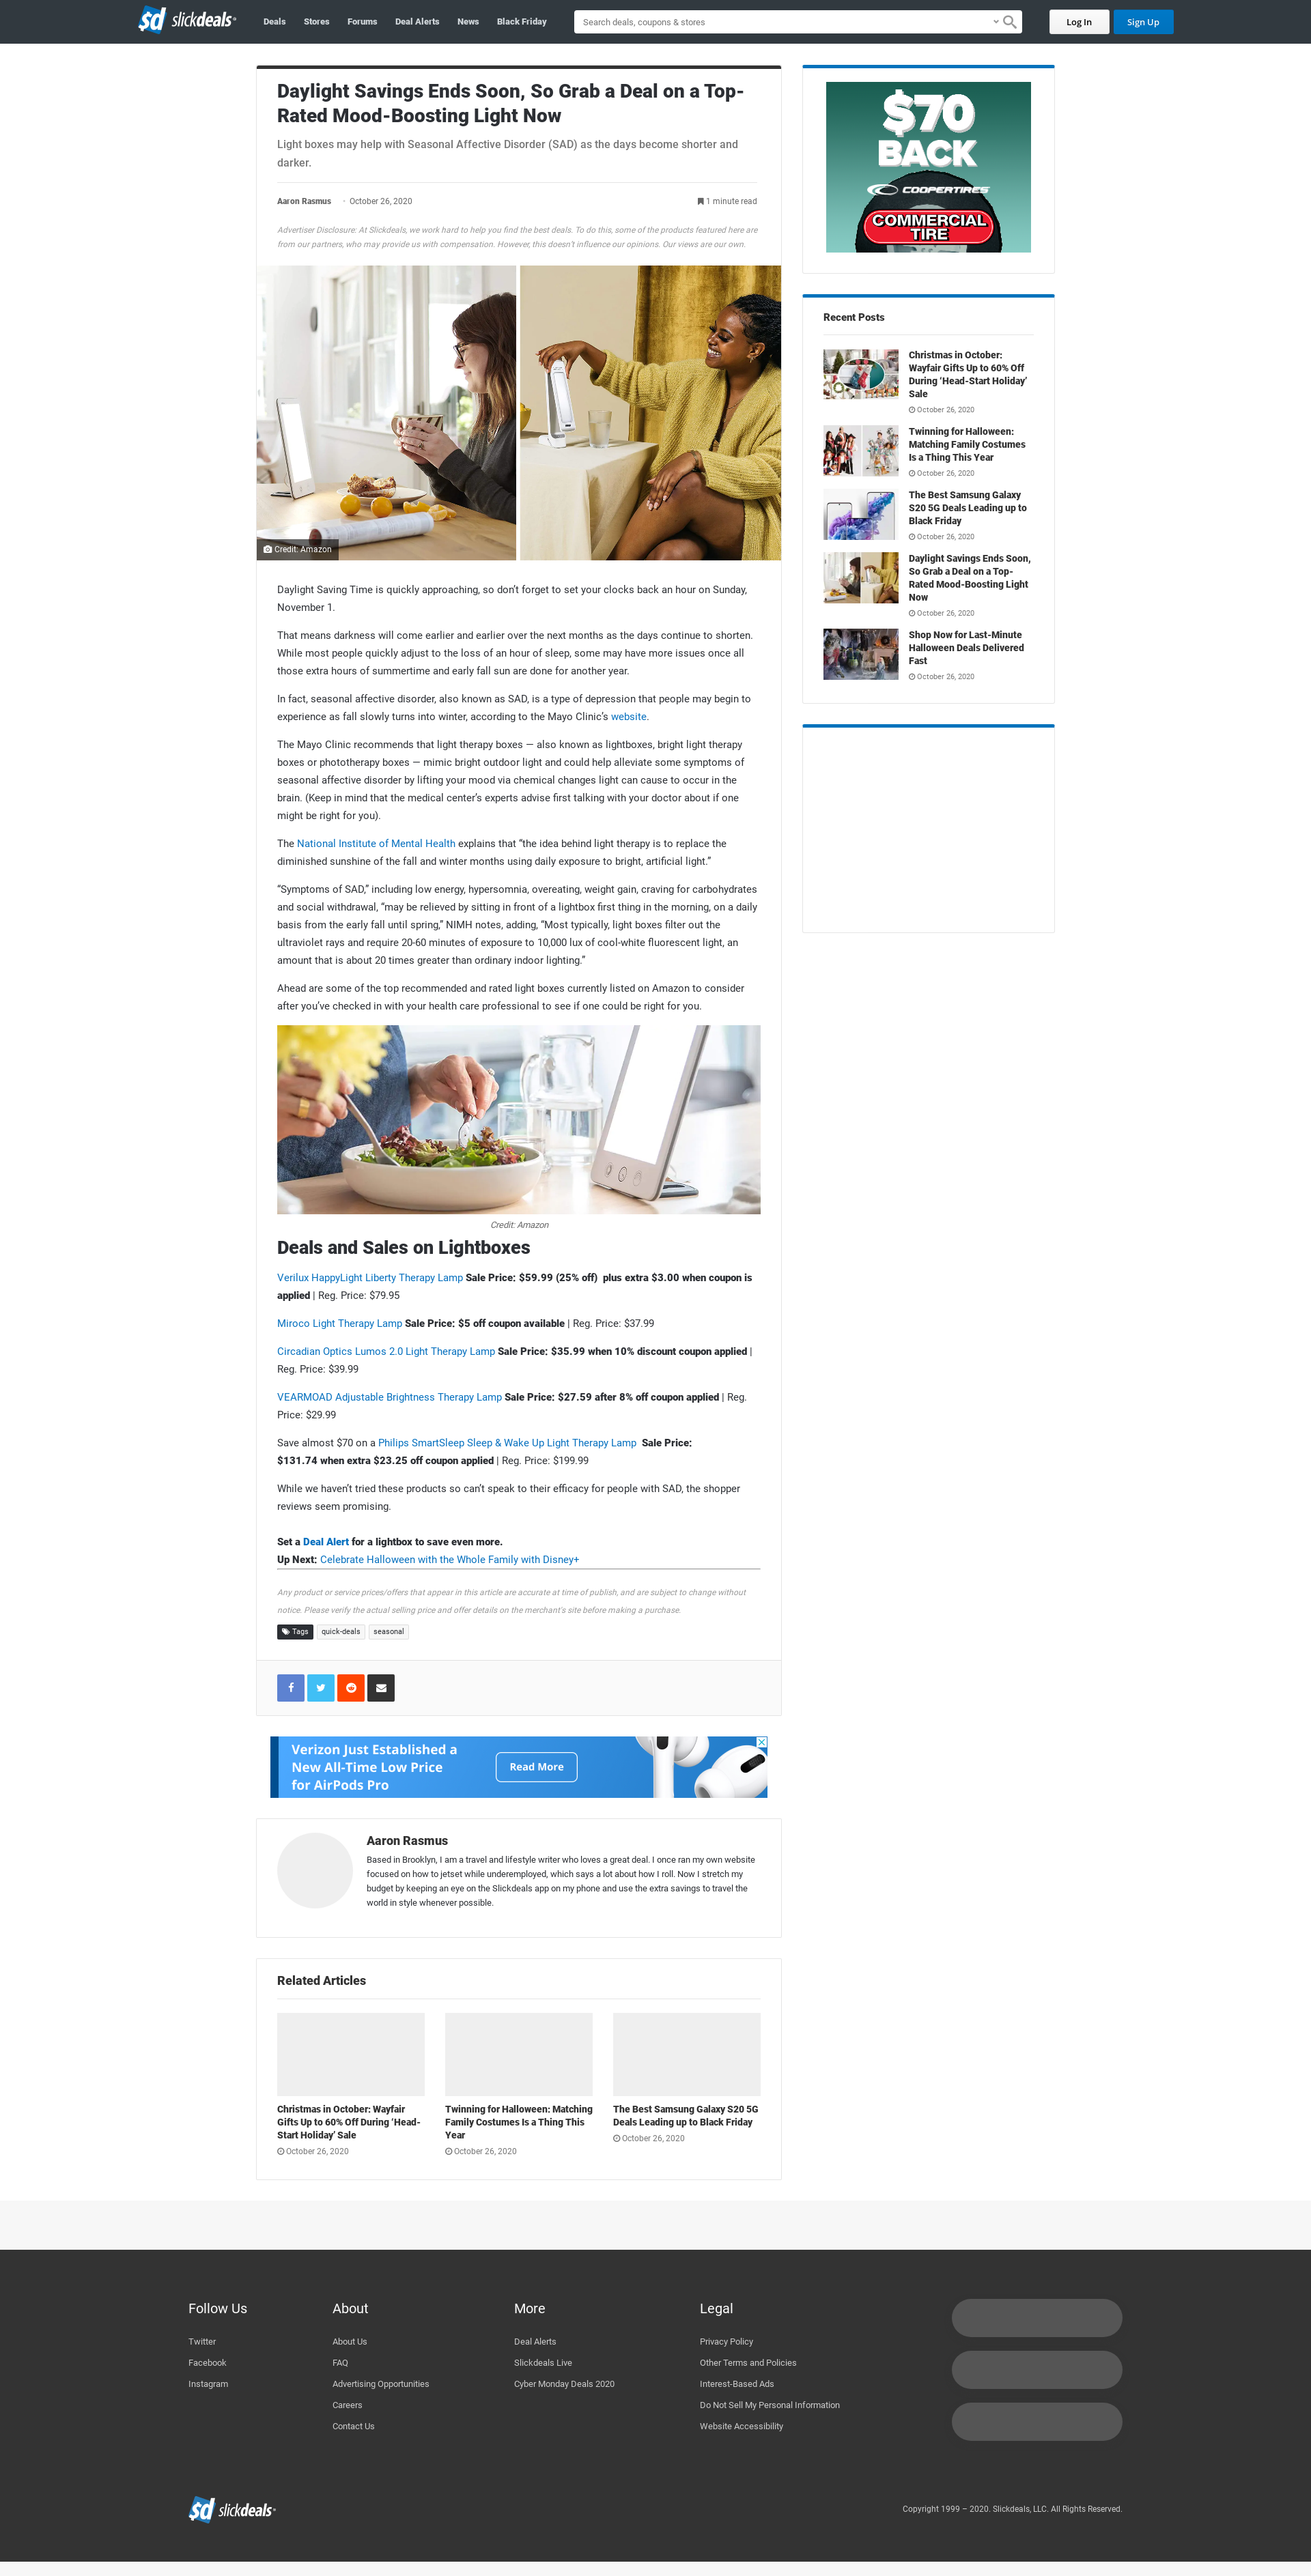 slickdeals
Deals
Stores
Forums
Deal Alerts
News
Black Friday
Search deals, coupons & stores
Log In
Sign Up
Daylight Savings Ends Soon, So Grab a Deal on a Top-
Rated Mood-Boosting Light Now
Light boxes may help with Seasonal Affective Disorder (SAD) as the days become shorter and
darker.
Aaron Rasmus · October 26, 2020
1 minute read
Advertiser Disclosure: At Slickdeals, we work hard to help you find the best deals. To do this, some of the products featured here are
from our partners, who may provide us with compensation. However, this doesn’t influence our opinions. Our views are our own.
Credit: Amazon
Daylight Saving Time is quickly approaching, so don’t forget to set your clocks back an hour on Sunday,
November 1.
That means darkness will come earlier and earlier over the next months as the days continue to shorten.
While most people quickly adjust to the loss of an hour of sleep, some may have more issues once all
those extra hours of summertime and early fall sun are done for another year.
In fact, seasonal affective disorder, also known as SAD, is a type of depression that people may begin to
experience as fall slowly turns into winter, according to the Mayo Clinic’s website.
The Mayo Clinic recommends that light therapy boxes — also known as lightboxes, bright light therapy
boxes or phototherapy boxes — mimic bright outdoor light and could help alleviate some symptoms of
seasonal affective disorder by lifting your mood via chemical changes light can cause to occur in the
brain. (Keep in mind that the medical center’s experts advise first talking with your doctor about if one
might be right for you).
The National Institute of Mental Health explains that “the idea behind light therapy is to replace the
diminished sunshine of the fall and winter months using daily exposure to bright, artificial light.”
“Symptoms of SAD,” including low energy, hypersomnia, overeating, weight gain, craving for carbohydrates
and social withdrawal, “may be relieved by sitting in front of a lightbox first thing in the morning, on a daily
basis from the early fall until spring,” NIMH notes, adding, “Most typically, light boxes filter out the
ultraviolet rays and require 20-60 minutes of exposure to 10,000 lux of cool-white fluorescent light, an
amount that is about 20 times greater than ordinary indoor lighting.”
Ahead are some of the top recommended and rated light boxes currently listed on Amazon to consider
after you’ve checked in with your health care professional to see if one could be right for you.
Credit: Amazon
Deals and Sales on Lightboxes
Verilux HappyLight Liberty Therapy Lamp Sale Price: $59.99 (25% off)  plus extra $3.00 when coupon is
applied | Reg. Price: $79.95
Miroco Light Therapy Lamp Sale Price: $5 off coupon available | Reg. Price: $37.99
Circadian Optics Lumos 2.0 Light Therapy Lamp Sale Price: $35.99 when 10% discount coupon applied |
Reg. Price: $39.99
VEARMOAD Adjustable Brightness Therapy Lamp Sale Price: $27.59 after 8% off coupon applied | Reg.
Price: $29.99
Save almost $70 on a Philips SmartSleep Sleep & Wake Up Light Therapy Lamp  Sale Price:
$131.74 when extra $23.25 off coupon applied | Reg. Price: $199.99
While we haven’t tried these products so can’t speak to their efficacy for people with SAD, the shopper
reviews seem promising.
Set a Deal Alert for a lightbox to save even more.
Up Next: Celebrate Halloween with the Whole Family with Disney+
Any product or service prices/offers that appear in this article are accurate at time of publish, and are subject to change without
notice. Please verify the actual selling price and offer details on the merchant's site before making a purchase.
Tags
quick-deals
seasonal
Verizon Just Established a
New All-Time Low Price
for AirPods Pro
Read More
Aaron Rasmus
Based in Brooklyn, I am a travel and lifestyle writer who loves a great deal. I once ran my own website
focused on how to jetset while underemployed, which says a lot about how I roll. Now I stretch my
budget by keeping an eye on the Slickdeals app on my phone and use the extra savings to travel the
world in style whenever possible.
Related Articles
Christmas in October: Wayfair
Gifts Up to 60% Off During ‘Head-
Start Holiday’ Sale
October 26, 2020
Twinning for Halloween: Matching
Family Costumes Is a Thing This
Year
October 26, 2020
The Best Samsung Galaxy S20 5G
Deals Leading up to Black Friday
October 26, 2020
$70
BACK
COOPERTIRES
COMMERCIAL
TIRE
Recent Posts
Christmas in October:
Wayfair Gifts Up to 60% Off
During ‘Head-Start Holiday’
Sale
October 26, 2020
Twinning for Halloween:
Matching Family Costumes
Is a Thing This Year
October 26, 2020
The Best Samsung Galaxy
S20 5G Deals Leading up to
Black Friday
October 26, 2020
Daylight Savings Ends Soon,
So Grab a Deal on a Top-
Rated Mood-Boosting Light
Now
October 26, 2020
Shop Now for Last-Minute
Halloween Deals Delivered
Fast
October 26, 2020
Follow Us
Twitter
Facebook
Instagram
About
About Us
FAQ
Advertising Opportunities
Careers
Contact Us
More
Deal Alerts
Slickdeals Live
Cyber Monday Deals 2020
Legal
Privacy Policy
Other Terms and Policies
Interest-Based Ads
Do Not Sell My Personal Information
Website Accessibility
slickdeals
Copyright 1999 – 2020. Slickdeals, LLC. All Rights Reserved.